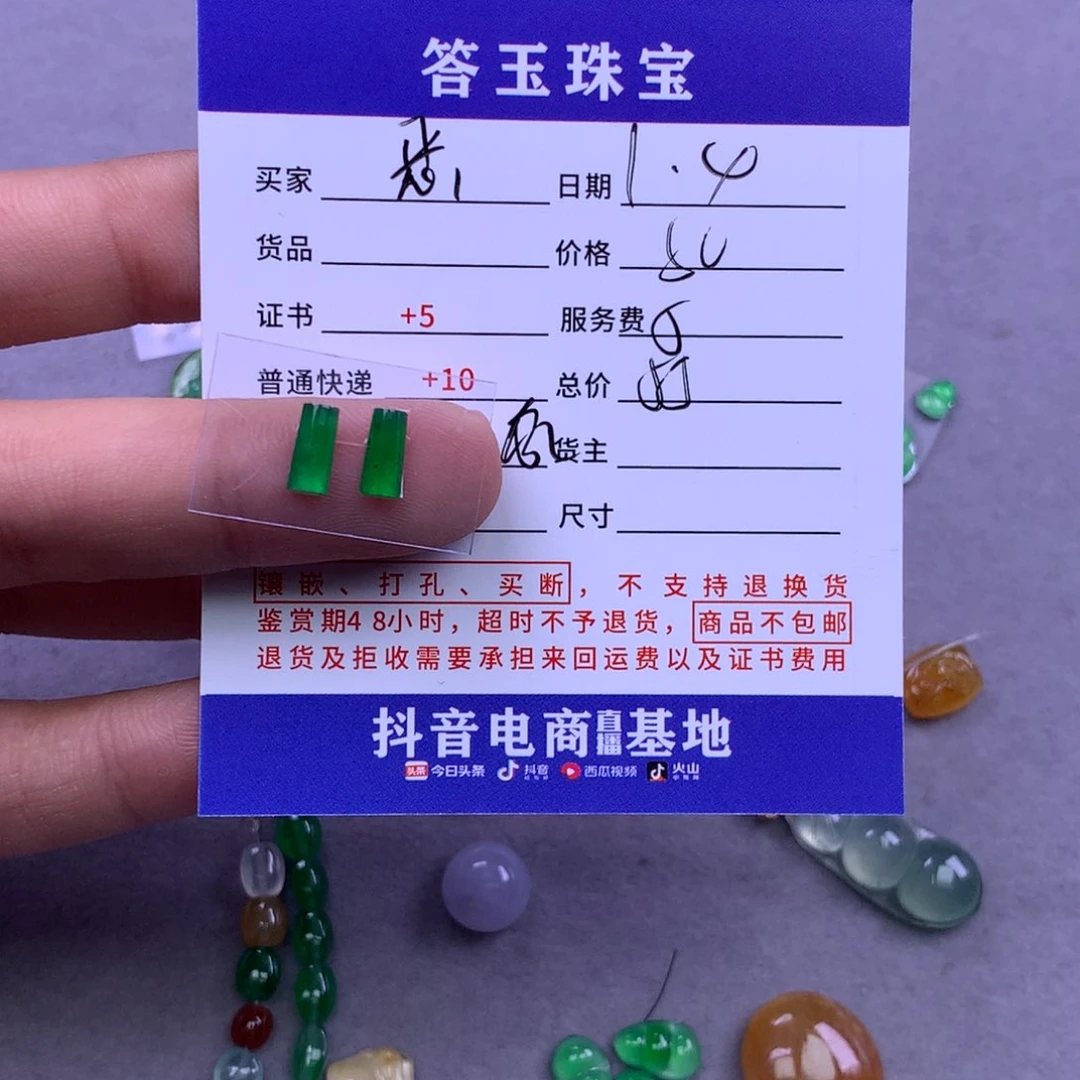 答玉珠宝
买家 日期 1.4
货品 价格
证书 +5 服务费
普通快递 +10 总价
货主
尺寸
镶嵌、打孔、买断，不支持退换货
鉴赏期48小时，超时不予退货，商品不包邮
退货及拒收需要承担来回运费以及证书费用
抖音电商直播基地
头条 今日头条 抖音 西瓜视频 火山